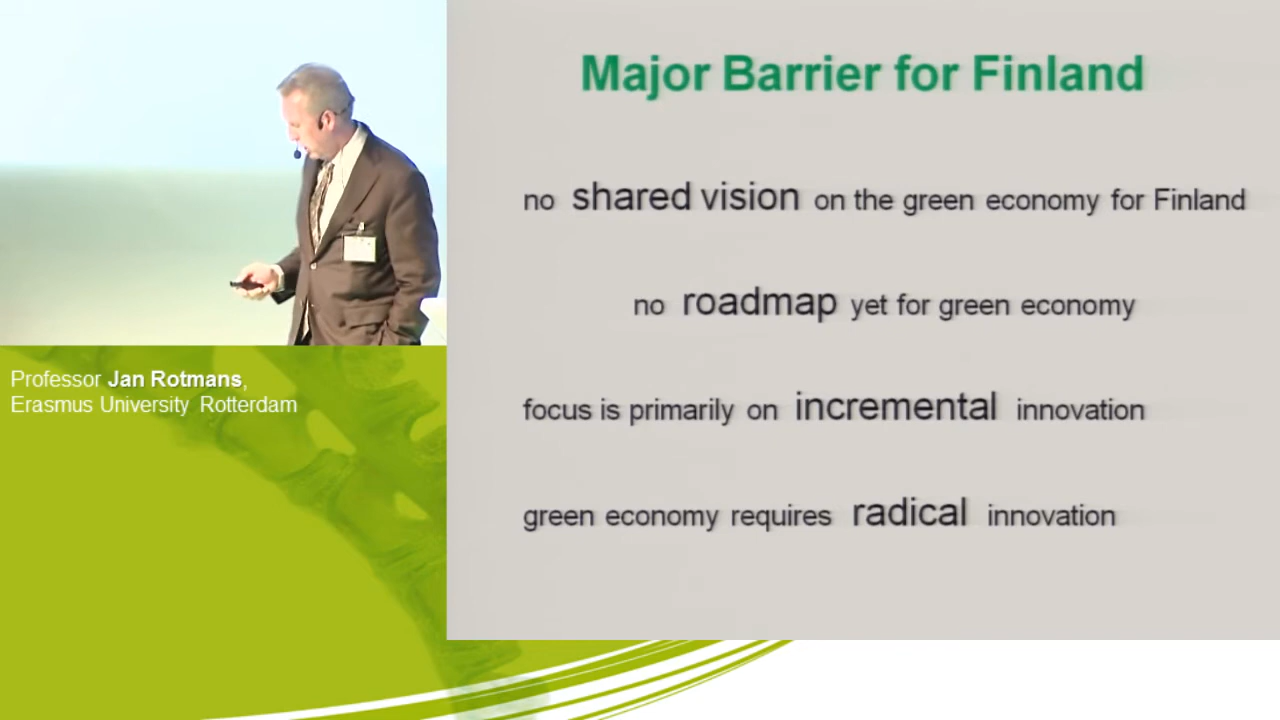 Major Barrier for Finland
no shared vision on the green economy for Finland
no roadmap yet for green economy
focus is primarily on incremental innovation
green economy requires radical innovation
Professor Jan Rotmans,
Erasmus University Rotterdam